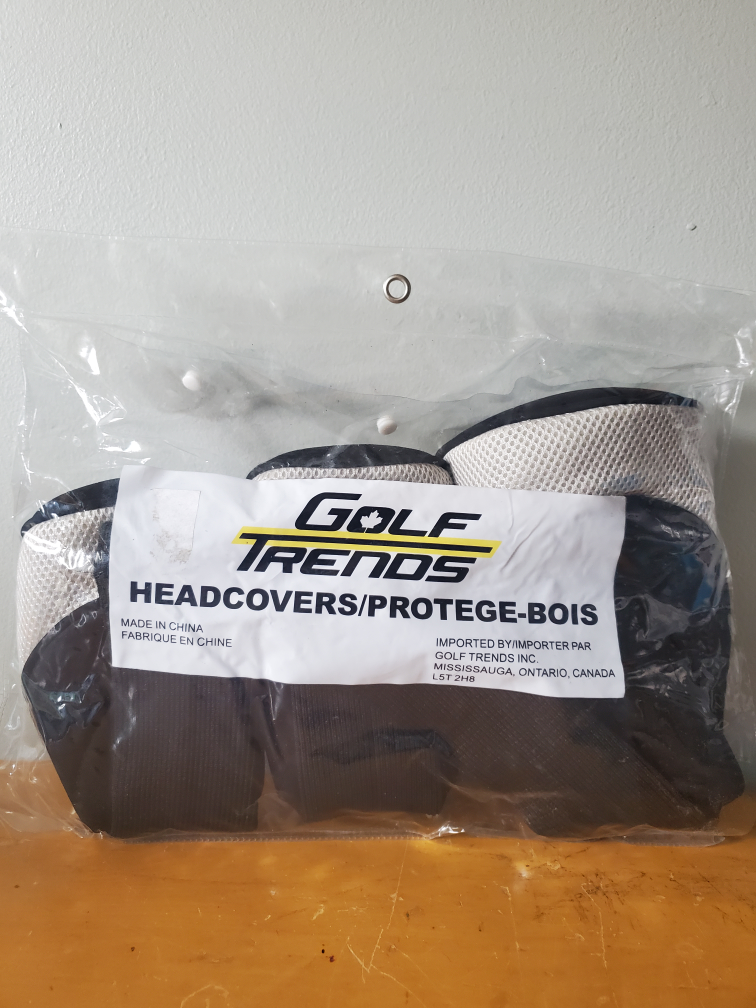 GOLF
TRENDS
HEADCOVERS/PROTEGE-BOIS
MADE IN CHINA
FABRIQUE EN CHINE
IMPORTED BY/IMPORTER PAR
GOLF TRENDS INC.
MISSISSAUGA, ONTARIO, CANADA
L5T 2H8